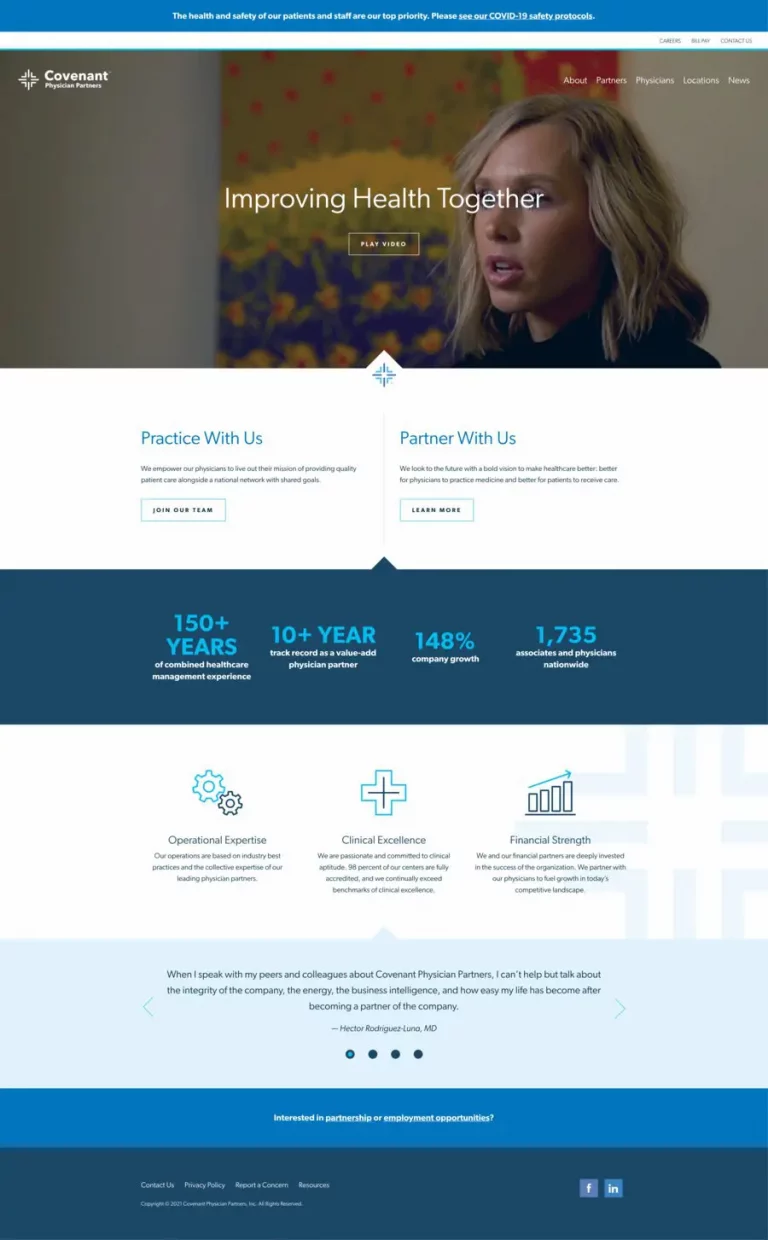 The health and safety of our patients and staff are our top priority. Please see our COVID-19 safety protocols.
CAREERS BILL PAY CONTACT US
Covenant
Physician Partners
About Partners Physicians Locations News
Improving Health Together
PLAY VIDEO
Practice With Us
We empower our physicians to live out their mission of providing quality
patient care alongside a national network with shared goals.
JOIN OUR TEAM
Partner With Us
We look to the future with a bold vision to make healthcare better: better
for physicians to practice medicine and better for patients to receive care.
LEARN MORE
150+
YEARS
of combined healthcare
management experience
10+ YEAR
track record as a value-add
physician partner
148%
company growth
1,735
associates and physicians
nationwide
Operational Expertise
Our operations are based on industry best
practices and the collective expertise of our
leading physician partners.
Clinical Excellence
We are passionate and committed to clinical
aptitude. 98 percent of our centers are fully
accredited, and we continually exceed
benchmarks of clinical excellence.
Financial Strength
We and our financial partners are deeply invested
in the success of the organization. We partner with
our physicians to fuel growth in today's
competitive landscape.
When I speak with my peers and colleagues about Covenant Physician Partners, I can't help but talk about
the integrity of the company, the energy, the business intelligence, and how easy my life has become after
becoming a partner of the company.
— Hector Rodriguez-Luna, MD
Interested in partnership or employment opportunities?
Contact Us Privacy Policy Report a Concern Resources
f in
Copyright © 2021 Covenant Physician Partners, Inc. All Rights Reserved.